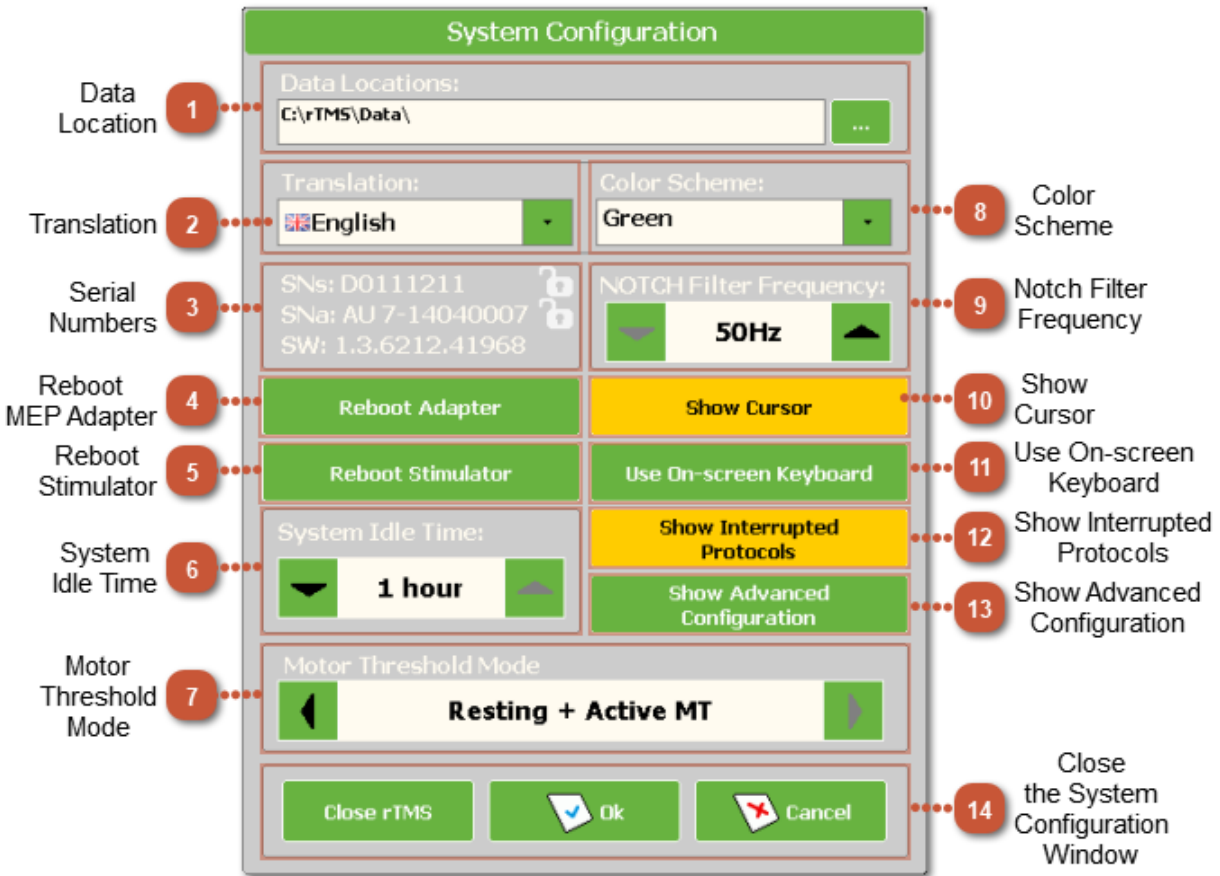 System Configuration
Data
Location
1
Data Locations:
C:\rTMS\Data\
...
Translation
2
Translation:
English
Color Scheme:
Green
8
Color
Scheme
Serial
Numbers
3
SNs: D0111211
SNa: AU 7-14040007
SW: 1.3.6212.41968
NOTCH Filter Frequency:
50Hz
9
Notch Filter
Frequency
Reboot
MEP Adapter
4
Reboot Adapter
Show Cursor
10
Show
Cursor
Reboot
Stimulator
5
Reboot Stimulator
Use On-screen Keyboard
11
Use On-screen
Keyboard
System
Idle Time
6
System Idle Time:
1 hour
Show Interrupted
Protocols
12
Show Interrupted
Protocols
Show Advanced
Configuration
13
Show Advanced
Configuration
Motor
Threshold
Mode
7
Motor Threshold Mode
Resting + Active MT
Close rTMS
Ok
Cancel
14
Close
the System
Configuration
Window